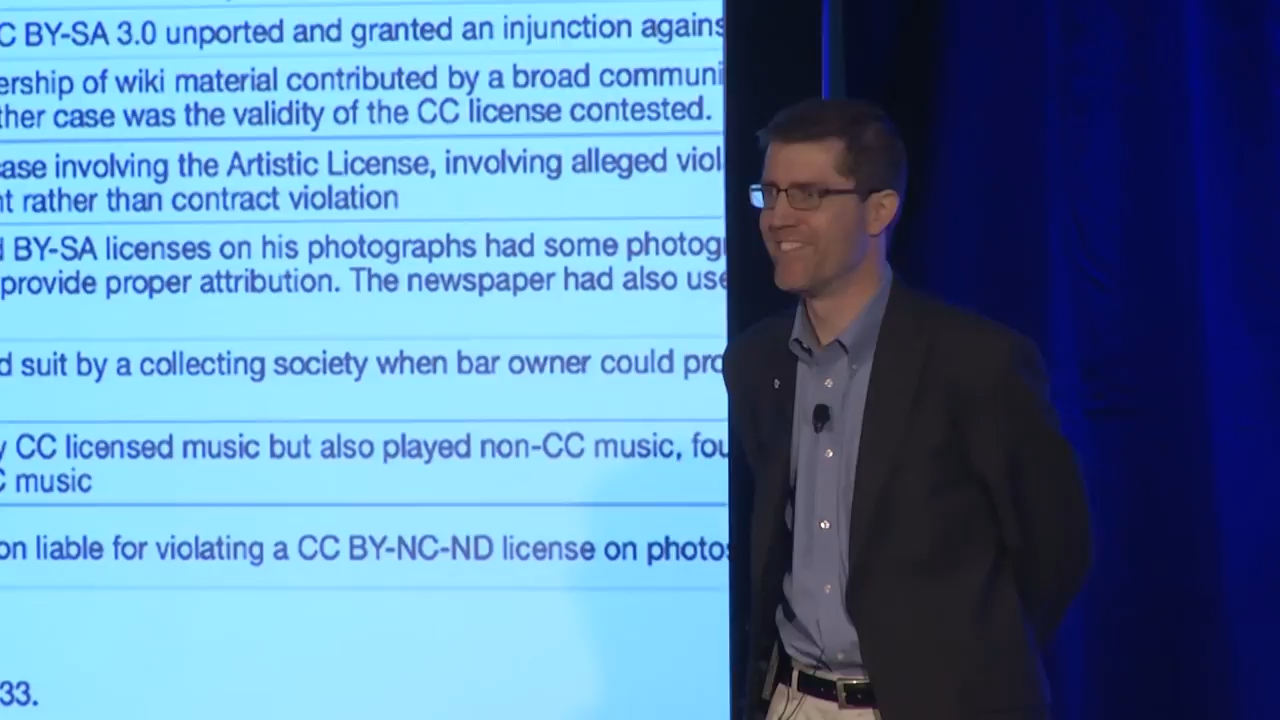 C BY-SA 3.0 unported and granted an injunction agains
ership of wiki material contributed by a broad communi
ther case was the validity of the CC license contested.
ase involving the Artistic License, involving alleged viol
nt rather than contract violation
d BY-SA licenses on his photographs had some photog
provide proper attribution. The newspaper had also use
d suit by a collecting society when bar owner could pro
y CC licensed music but also played non-CC music, fou
C music
on liable for violating a CC BY-NC-ND license on photos
33.